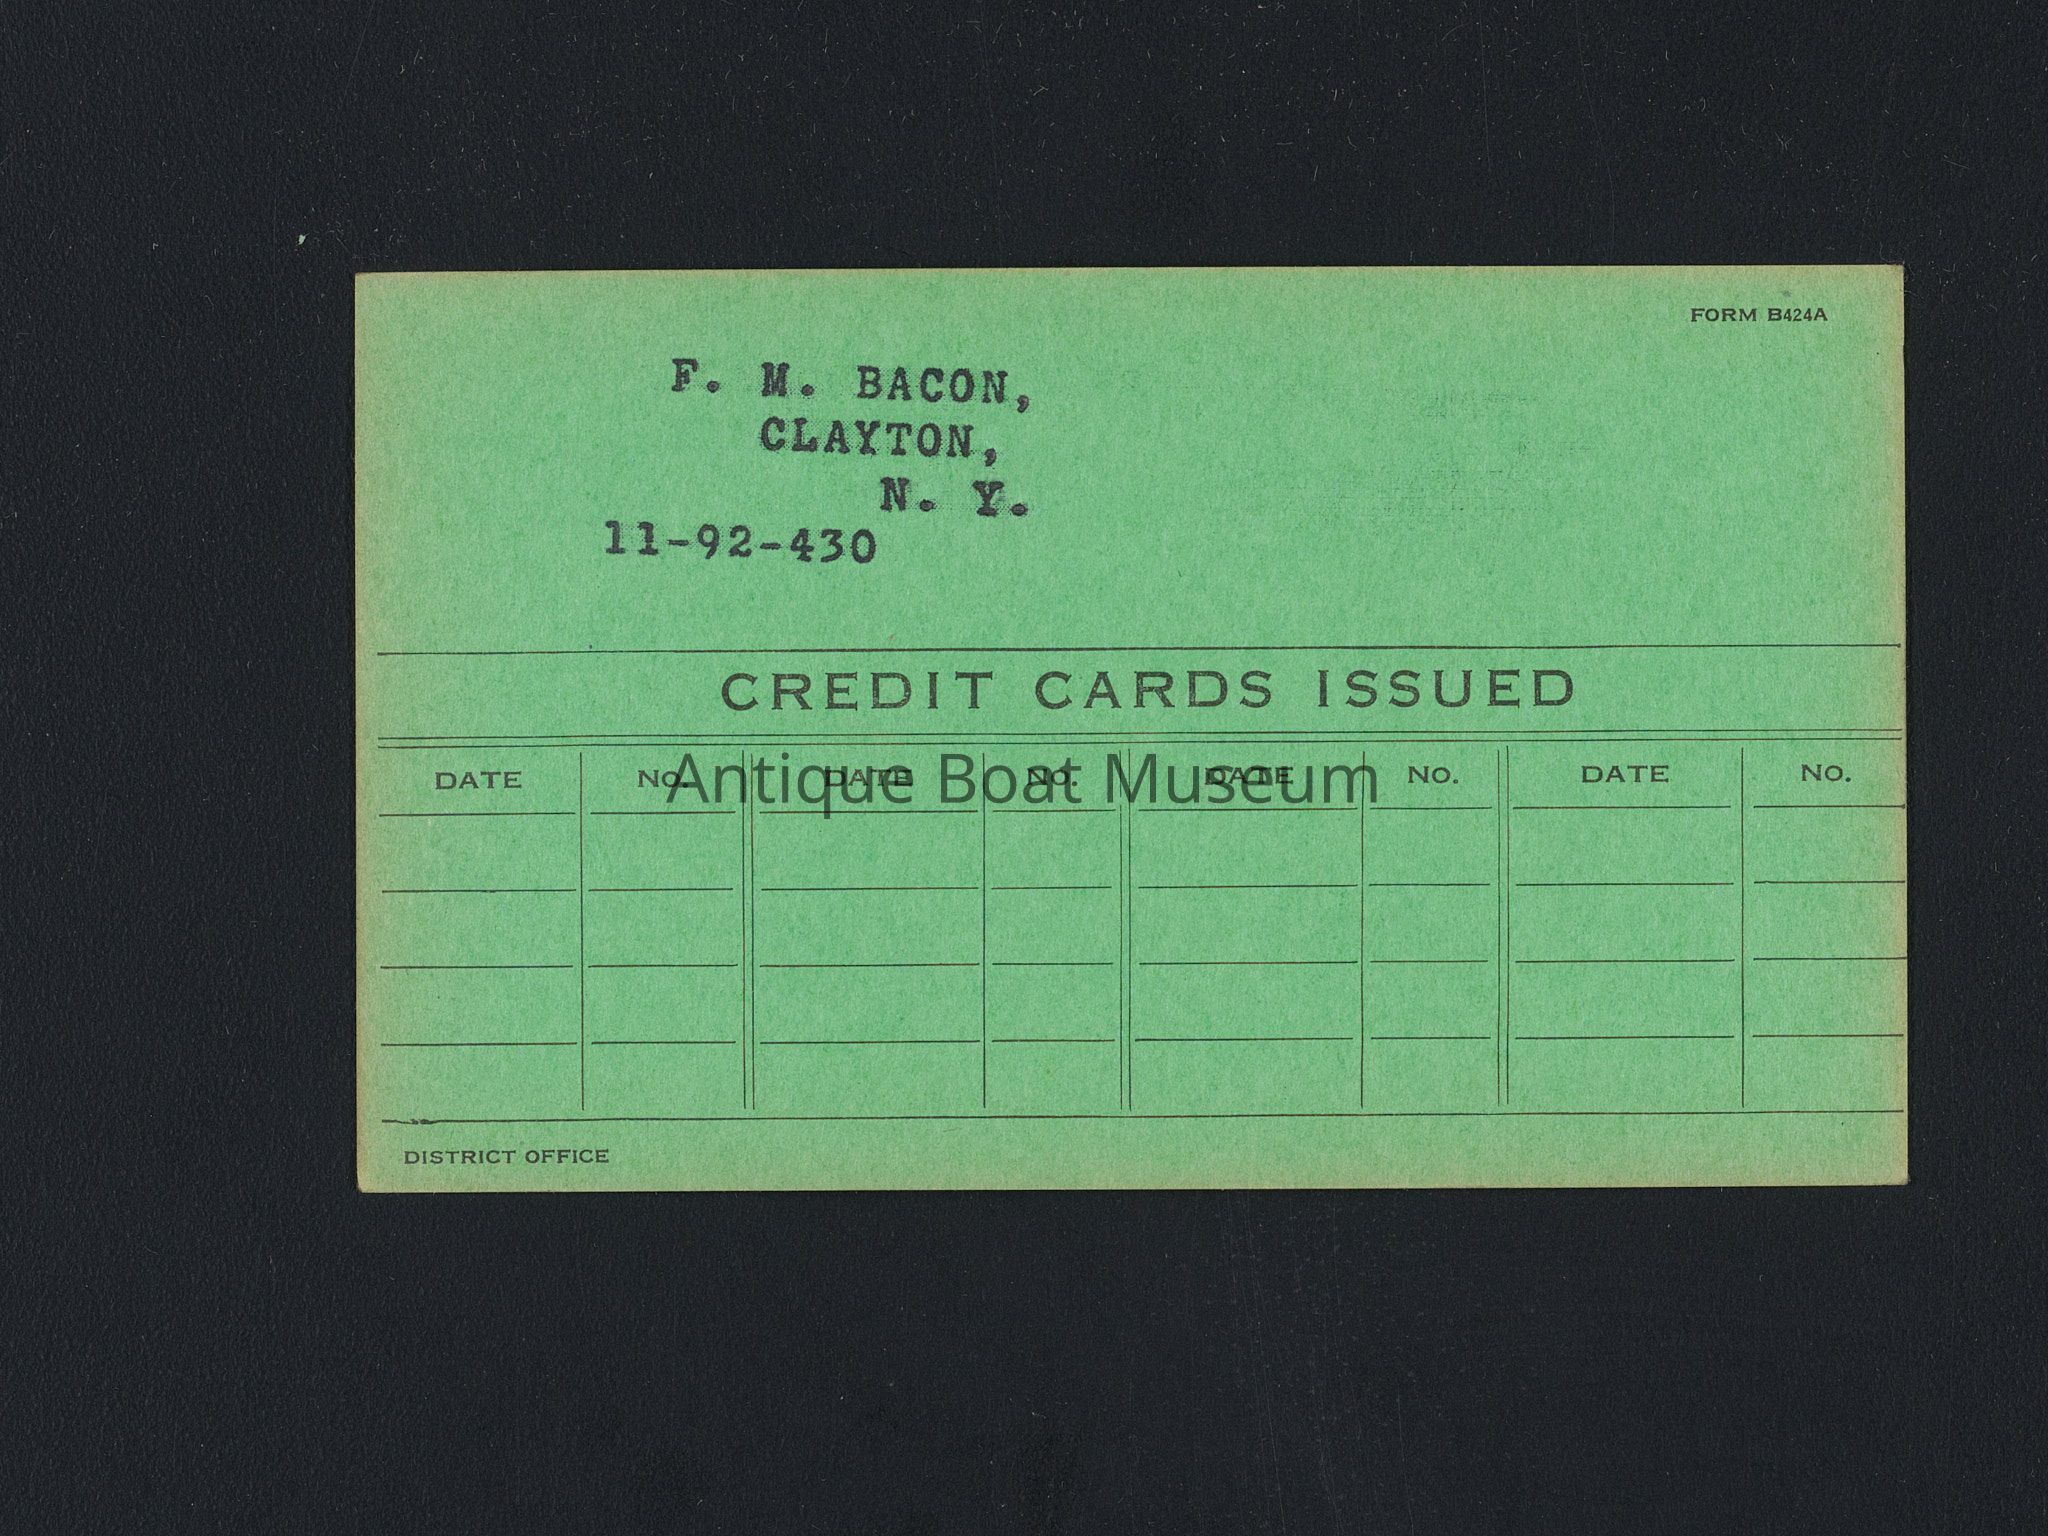 FORM B424A
F. M. BACON,
CLAYTON,
N. Y.
11-92-430
CREDIT CARDS ISSUED
DATE NO. DATE NO. DATE NO. DATE NO.
Antique Boat Museum
DISTRICT OFFICE